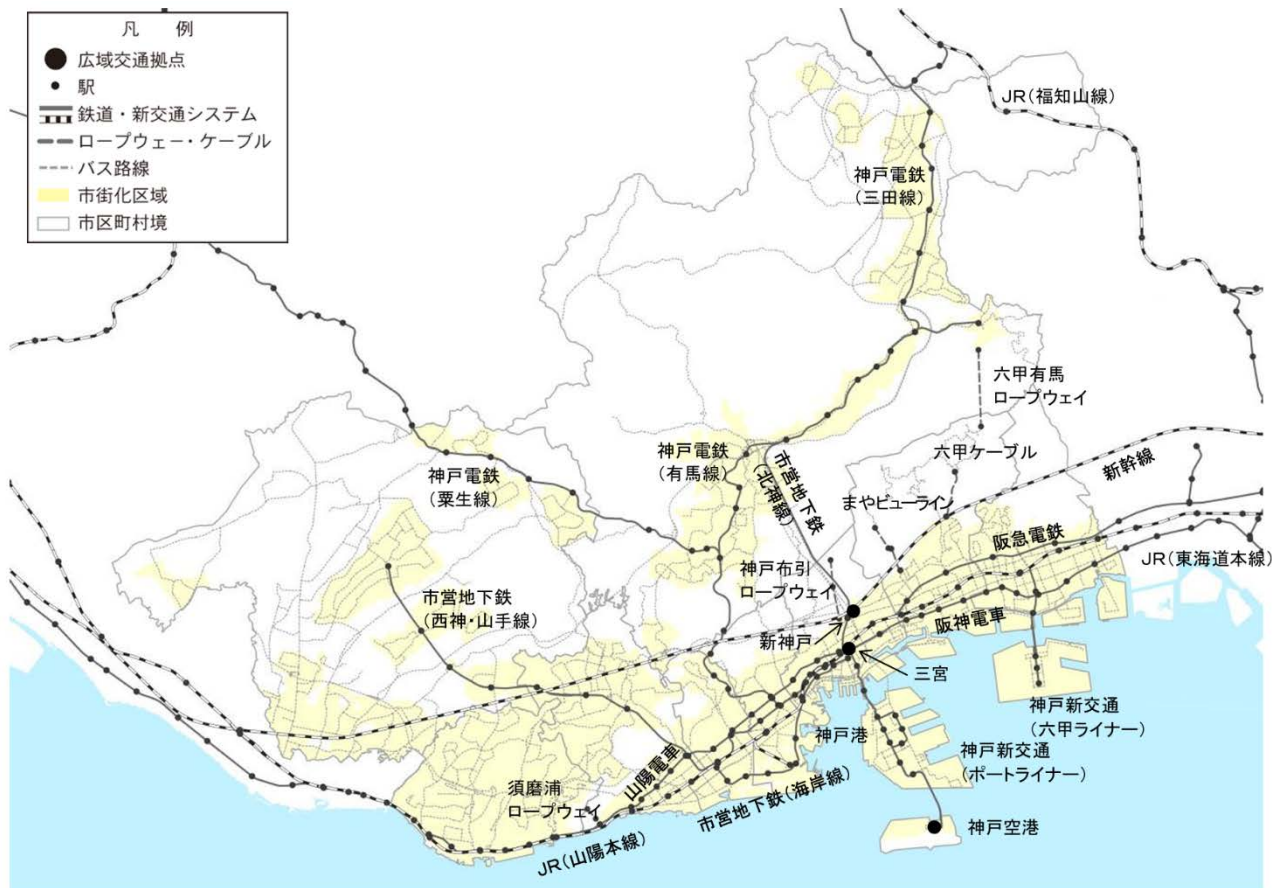 凡 例
広域交通拠点
駅
鉄道・新交通システム
ロープウェー・ケーブル
バス路線
市街化区域
市区町村境
JR(福知山線)
神戸電鉄
(三田線)
六甲有馬
ロープウェイ
神戸電鉄
(粟生線)
神戸電鉄
(有馬線)
市営地下鉄
(北神線)
六甲ケーブル
新幹線
まやビューライン
阪急電鉄
JR(東海道本線)
神戸布引
ロープウェイ
市営地下鉄
(西神・山手線)
新神戸
阪神電車
三宮
神戸新交通
(六甲ライナー)
神戸港
神戸新交通
(ポートライナー)
山陽電車
須磨浦
ロープウェイ
市営地下鉄(海岸線)
JR(山陽本線)
神戸空港